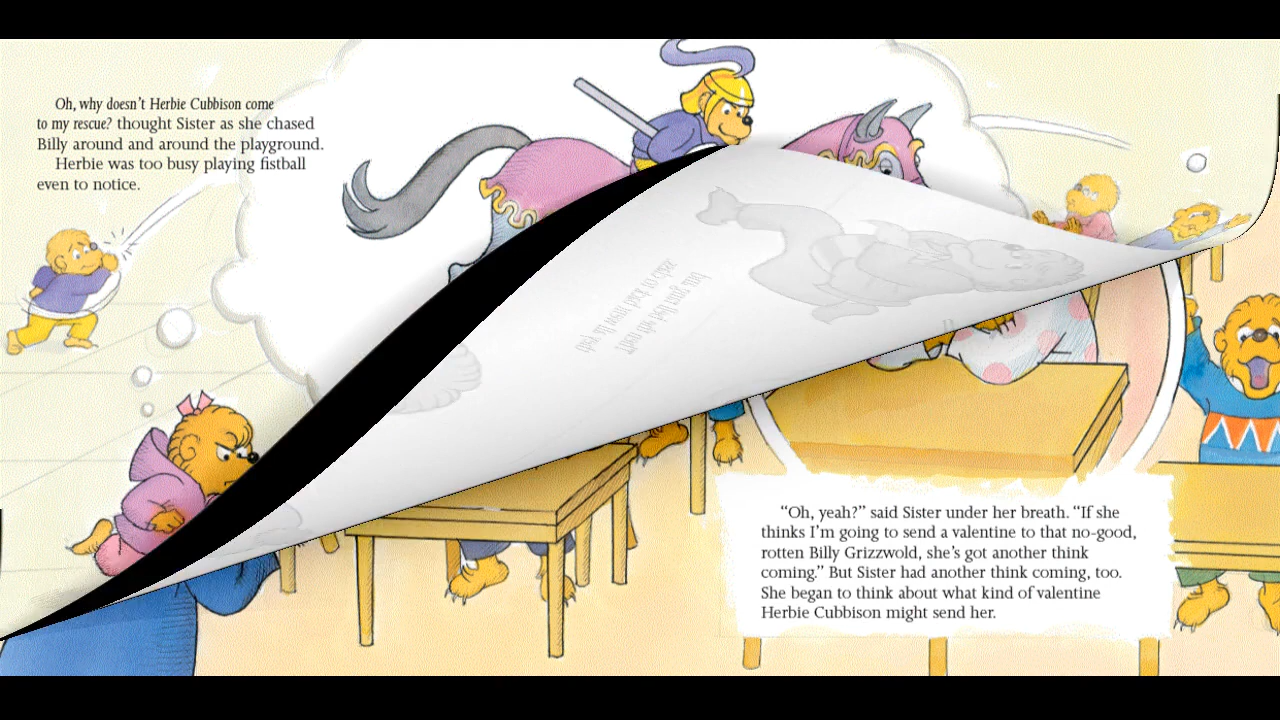 Oh, why doesn't Herbie Cubbison come
to my rescue? thought Sister as she chased
Billy around and around the playground.
Herbie was too busy playing fistball
even to notice.
“Oh, yeah?” said Sister under her breath. “If she
thinks I'm going to send a valentine to that no-good,
rotten Billy Grizzwold, she's got another think
coming.” But Sister had another think coming, too.
She began to think about what kind of valentine
Herbie Cubbison might send her.